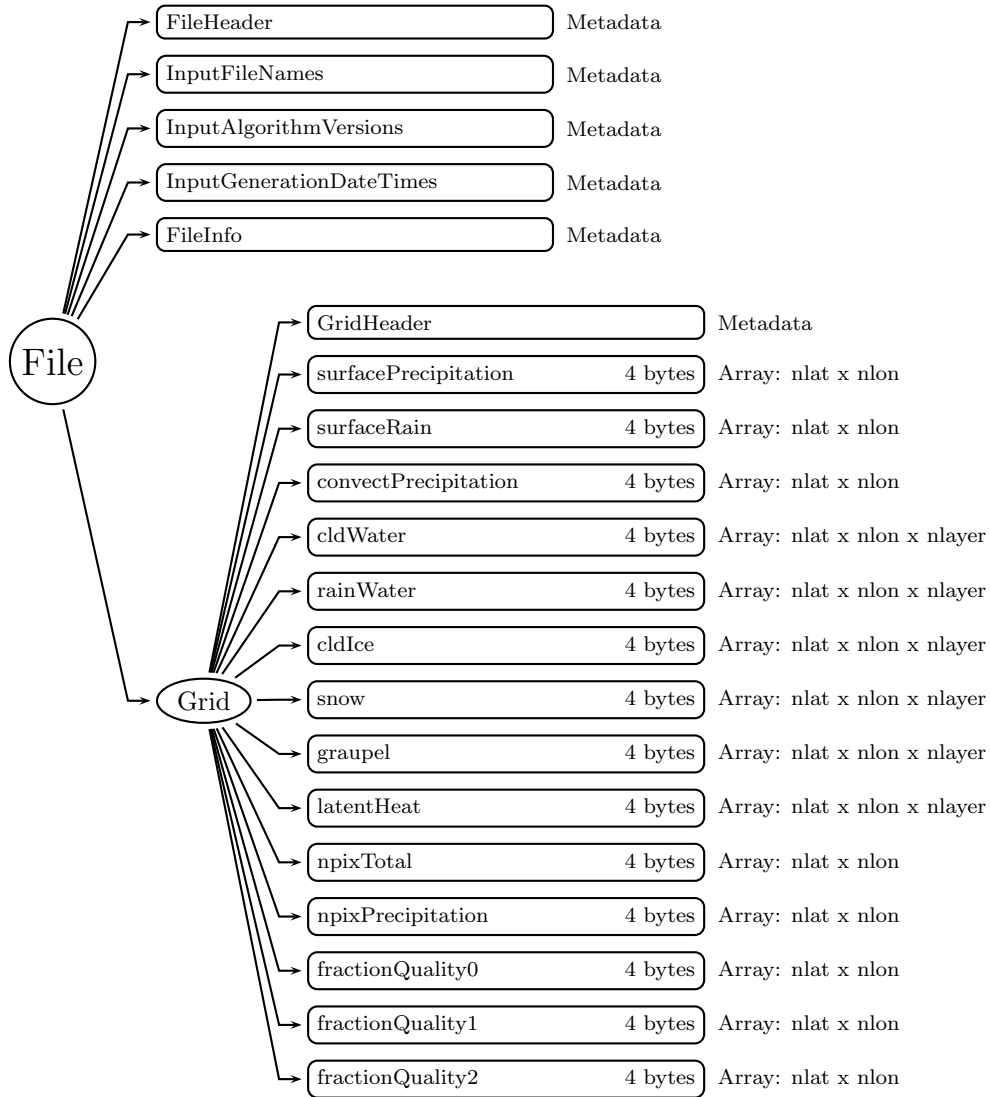 FileHeader Metadata
InputFileNames Metadata
InputAlgorithmVersions Metadata
InputGenerationDateTimes Metadata
FileInfo Metadata
File
GridHeader Metadata
surfacePrecipitation 4 bytes Array: nlat x nlon
surfaceRain 4 bytes Array: nlat x nlon
convectPrecipitation 4 bytes Array: nlat x nlon
cldWater 4 bytes Array: nlat x nlon x nlayer
rainWater 4 bytes Array: nlat x nlon x nlayer
cldIce 4 bytes Array: nlat x nlon x nlayer
Grid
snow 4 bytes Array: nlat x nlon x nlayer
graupel 4 bytes Array: nlat x nlon x nlayer
latentHeat 4 bytes Array: nlat x nlon x nlayer
npixTotal 4 bytes Array: nlat x nlon
npixPrecipitation 4 bytes Array: nlat x nlon
fractionQuality0 4 bytes Array: nlat x nlon
fractionQuality1 4 bytes Array: nlat x nlon
fractionQuality2 4 bytes Array: nlat x nlon